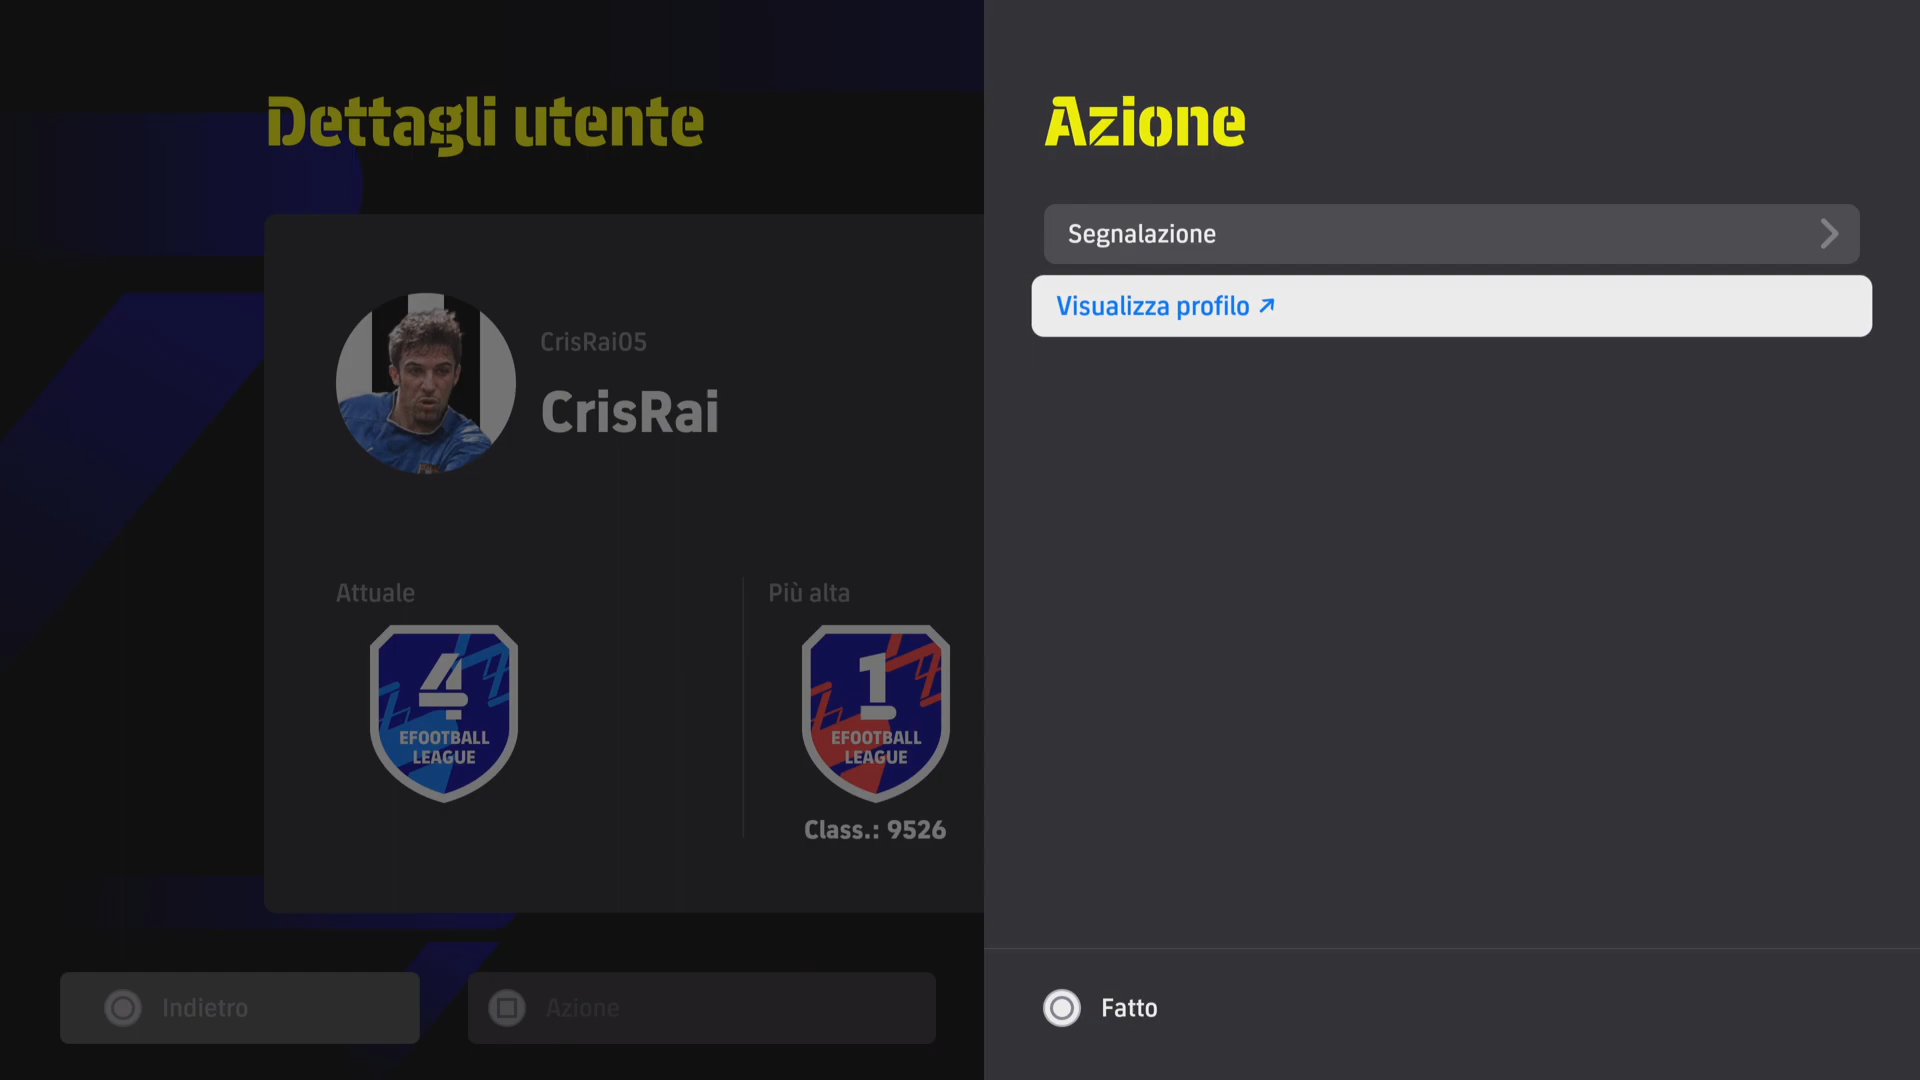 Dettagli utente
CrisRai05
CrisRai
Attuale
4
EFOOTBALL
LEAGUE
Più alta
1
EFOOTBALL
LEAGUE
Class.: 9526
Indietro
Azione
Azione
Segnalazione
Visualizza profilo
Fatto